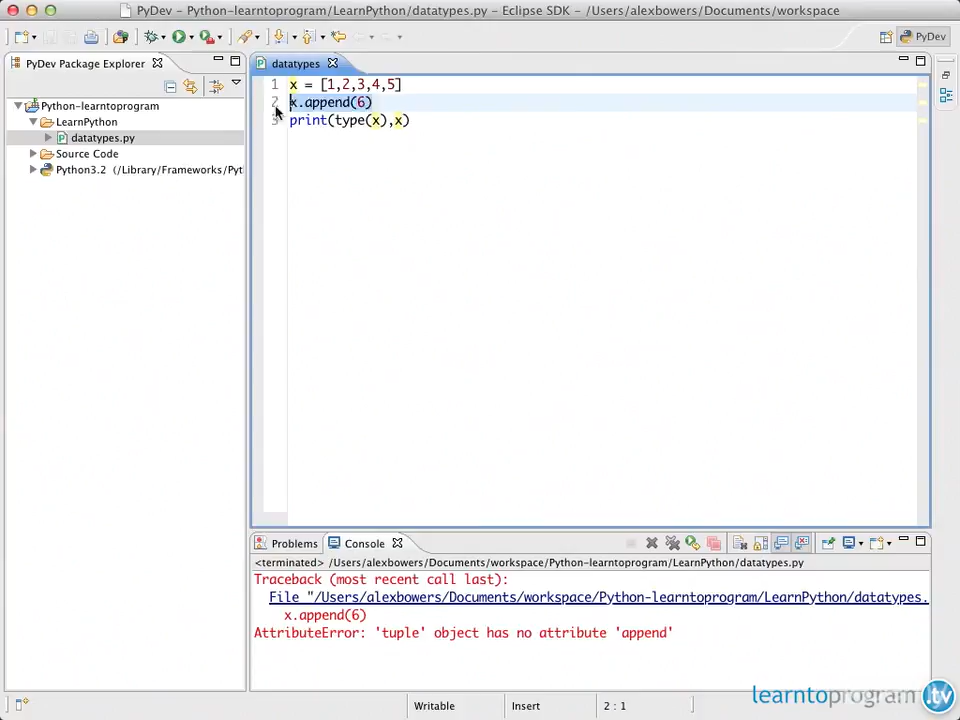 PyDev - Python-learntoprogram/LearnPython/datatypes.py - Eclipse SDK - /Users/alexbowers/Documents/workspace
PyDev
PyDev Package Explorer
Python-learntoprogram
LearnPython
datatypes.py
Source Code
Python3.2 (/Library/Frameworks/Pyt
datatypes
1 x = [1,2,3,4,5]
2 x.append(6)
3 print(type(x),x)
Problems Console
<terminated> /Users/alexbowers/Documents/workspace/Python-learntoprogram/LearnPython/datatypes.py
Traceback (most recent call last):
File "/Users/alexbowers/Documents/workspace/Python-learntoprogram/LearnPython/datatypes.
x.append(6)
AttributeError: 'tuple' object has no attribute 'append'
Writable Insert 2 : 1
learntoprogram.tv